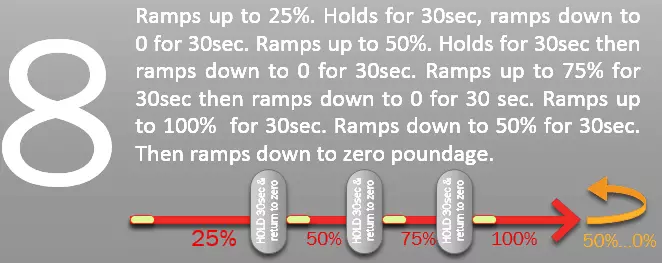 8
Ramps up to 25%. Holds for 30sec, ramps down to
0 for 30sec. Ramps up to 50%. Holds for 30sec then
ramps down to 0 for 30sec. Ramps up to 75% for
30sec then ramps down to 0 for 30 sec. Ramps up
to 100% for 30sec. Ramps down to 50% for 30sec.
Then ramps down to zero poundage.
HOLD 30sec &
return to zero
HOLD 30sec &
return to zero
HOLD 30sec &
return to zero
25% 50% 75% 100% 50%...0%